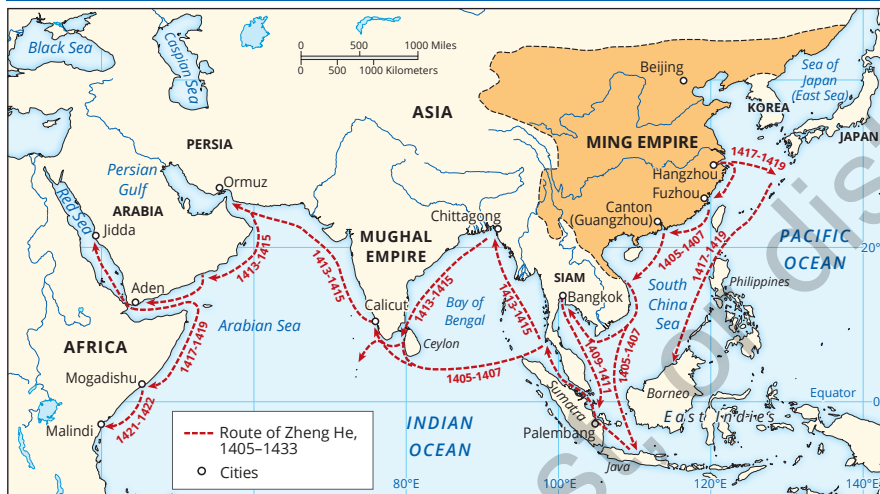 Black Sea
Caspian Sea
0 500 1000 Miles
0 500 1000 Kilometers
Beijing
Sea of
Japan
(East Sea)
KOREA
JAPAN
ASIA
MING EMPIRE
PERSIA
1417-1419
Hangzhou
Fuzhou
Persian
Gulf
Ormuz
Red Sea
ARABIA
Jidda
Chittagong
Canton
(Guangzhou)
1405-1407
1417-1419
PACIFIC
OCEAN
20°
MUGHAL
EMPIRE
1413-1415
1413-1415
1413-1415
1413-1415
SIAM
Bangkok
South
China
Sea
Philippines
Aden
Calicut
Bay of
Bengal
Arabian Sea
Ceylon
AFRICA
1417-1419
1405-1407
1409-1411
1405-1407
Mogadishu
1421-1422
Malindi
Sumatra
Borneo
Equator
0°
East Indies
Palembang
Java
INDIAN
OCEAN
Route of Zheng He,
1405–1433
Cities
80°E
100°E
120°E
140°E
st, or dis